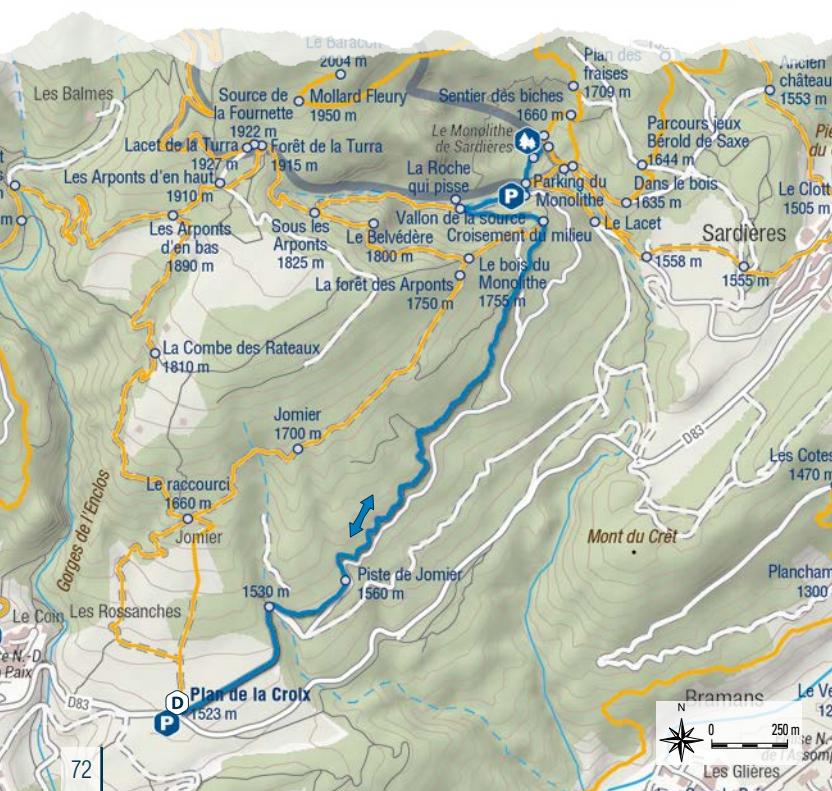 Le Baracon
2004 m
Les Balmes
Source de
la Fournette
1922 m
Mollard Fleury
1950 m
Sentier des biches
1660 m
Plan des
fraises
1709 m
Ancien
château
1553 m
Le Monolithe
de Sardières
Parcours jeux
Bérold de Saxe
1644 m
Lacet de la Turra
1927 m
Forêt de la Turra
1915 m
La Roche
qui pisse
P
Parking du
Monolithe
Dans le bois
1635 m
Le Clot
1505 m
Les Arponts d'en haut
1910 m
Les Arponts
d'en bas
1890 m
Sous les
Arponts
1825 m
Le Belvédère
1800 m
Vallon de la source
Croisement du milieu
Le Lacet
Sardières
1558 m
1555 m
La forêt des Arponts
1750 m
Le bois du
Monolithe
1755 m
La Combe des Rateaux
1810 m
Jomier
1700 m
D83
Les Cotes
1470 m
Le raccourci
1660 m
Jomier
Gorges de l'Enclos
Mont du Crêt
Piste de Jomier
1560 m
Plancham
1300
1530 m
Le Coin
Les Rossanches
e N.-D.
Paix
D
Plan de la Croix
1523 m
P
D83
Bramans
Le Ve
12
N
0 250 m
se N.-
de l'Assom
Les Glières
72